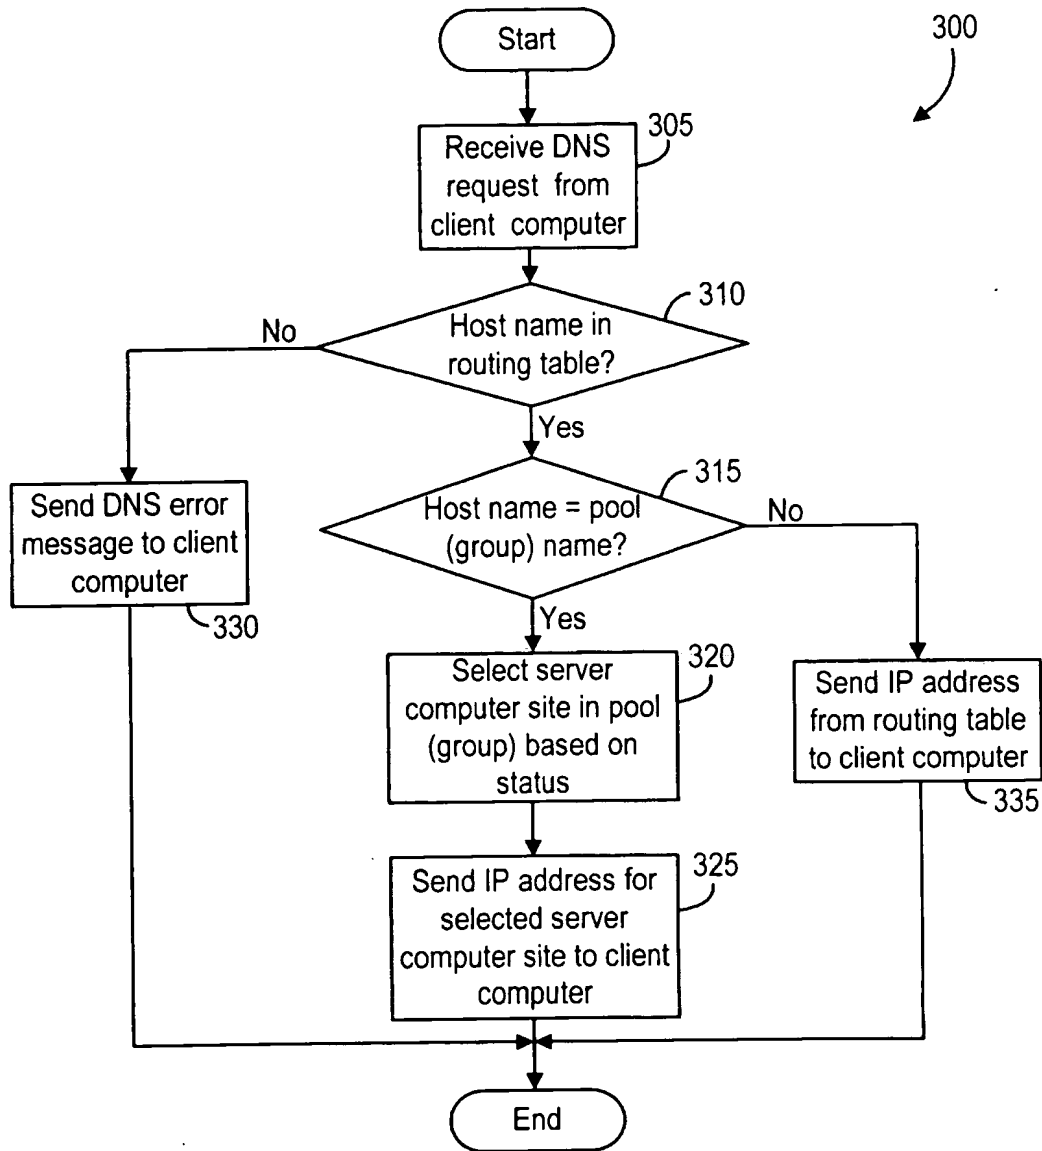 Start
300
305
Receive DNS
request from
client computer
310
Host name in
routing table?
No
Yes
315
Host name = pool
(group) name?
No
Yes
Send DNS error
message to client
computer
330
320
Select server
computer site in pool
(group) based on
status
Send IP address
from routing table
to client computer
335
325
Send IP address for
selected server
computer site to client
computer
End